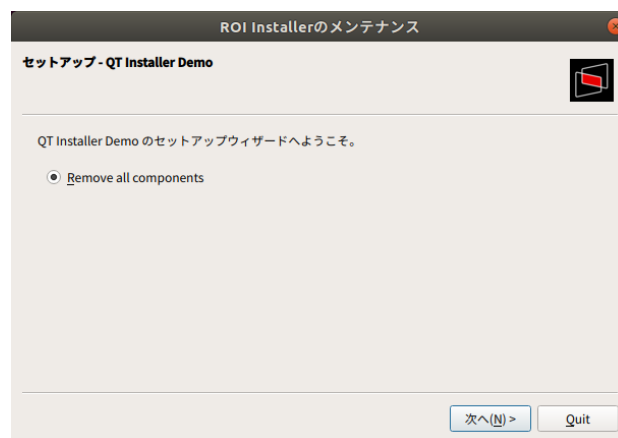 ROI Installerのメンテナンス
セットアップ - QT Installer Demo
QT Installer Demo のセットアップウィザードへようこそ。
Remove all components
次へ(N) >
Quit